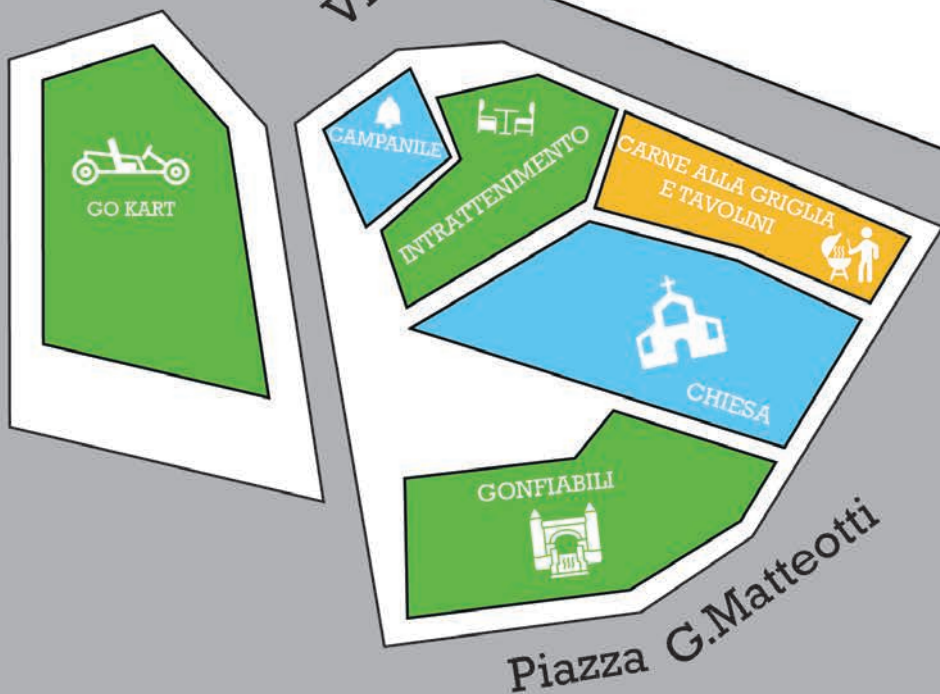 CAMPANILE
GO KART
INTRATTENIMENTO
CARNE ALLA GRIGLIA
E TAVOLINI
CHIESA
GONFIABILI
Piazza G.Matteotti